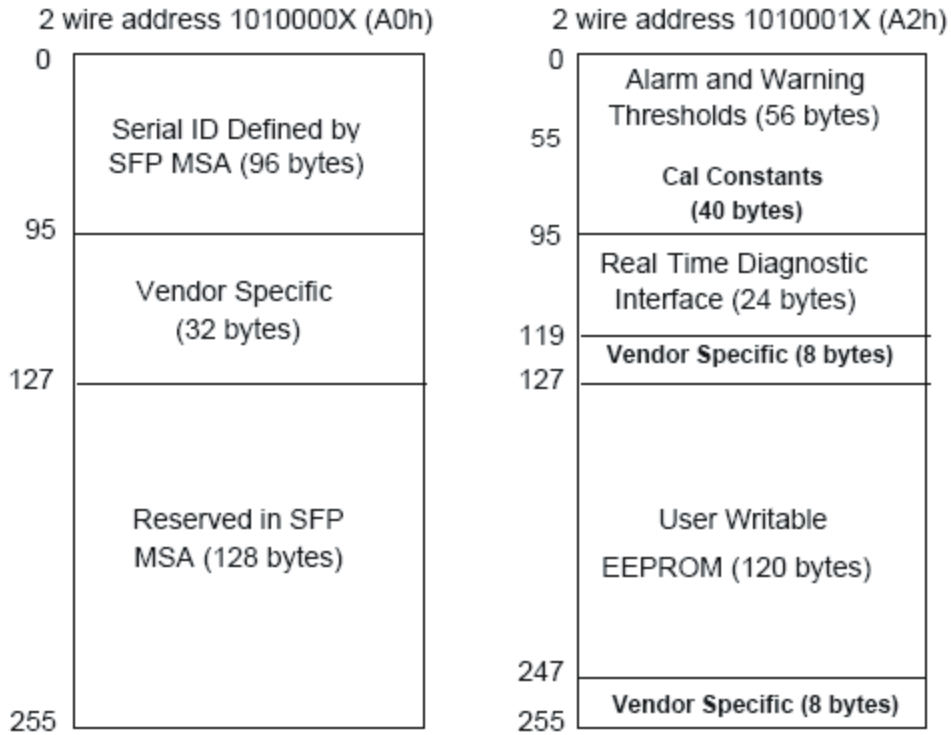 2 wire address 1010000X (A0h)
0
Serial ID Defined by
SFP MSA (96 bytes)
95
Vendor Specific
(32 bytes)
127
Reserved in SFP
MSA (128 bytes)
255
2 wire address 1010001X (A2h)
0
Alarm and Warning
Thresholds (56 bytes)
55
Cal Constants
(40 bytes)
95
Real Time Diagnostic
Interface (24 bytes)
119
Vendor Specific (8 bytes)
127
User Writable
EEPROM (120 bytes)
247
Vendor Specific (8 bytes)
255